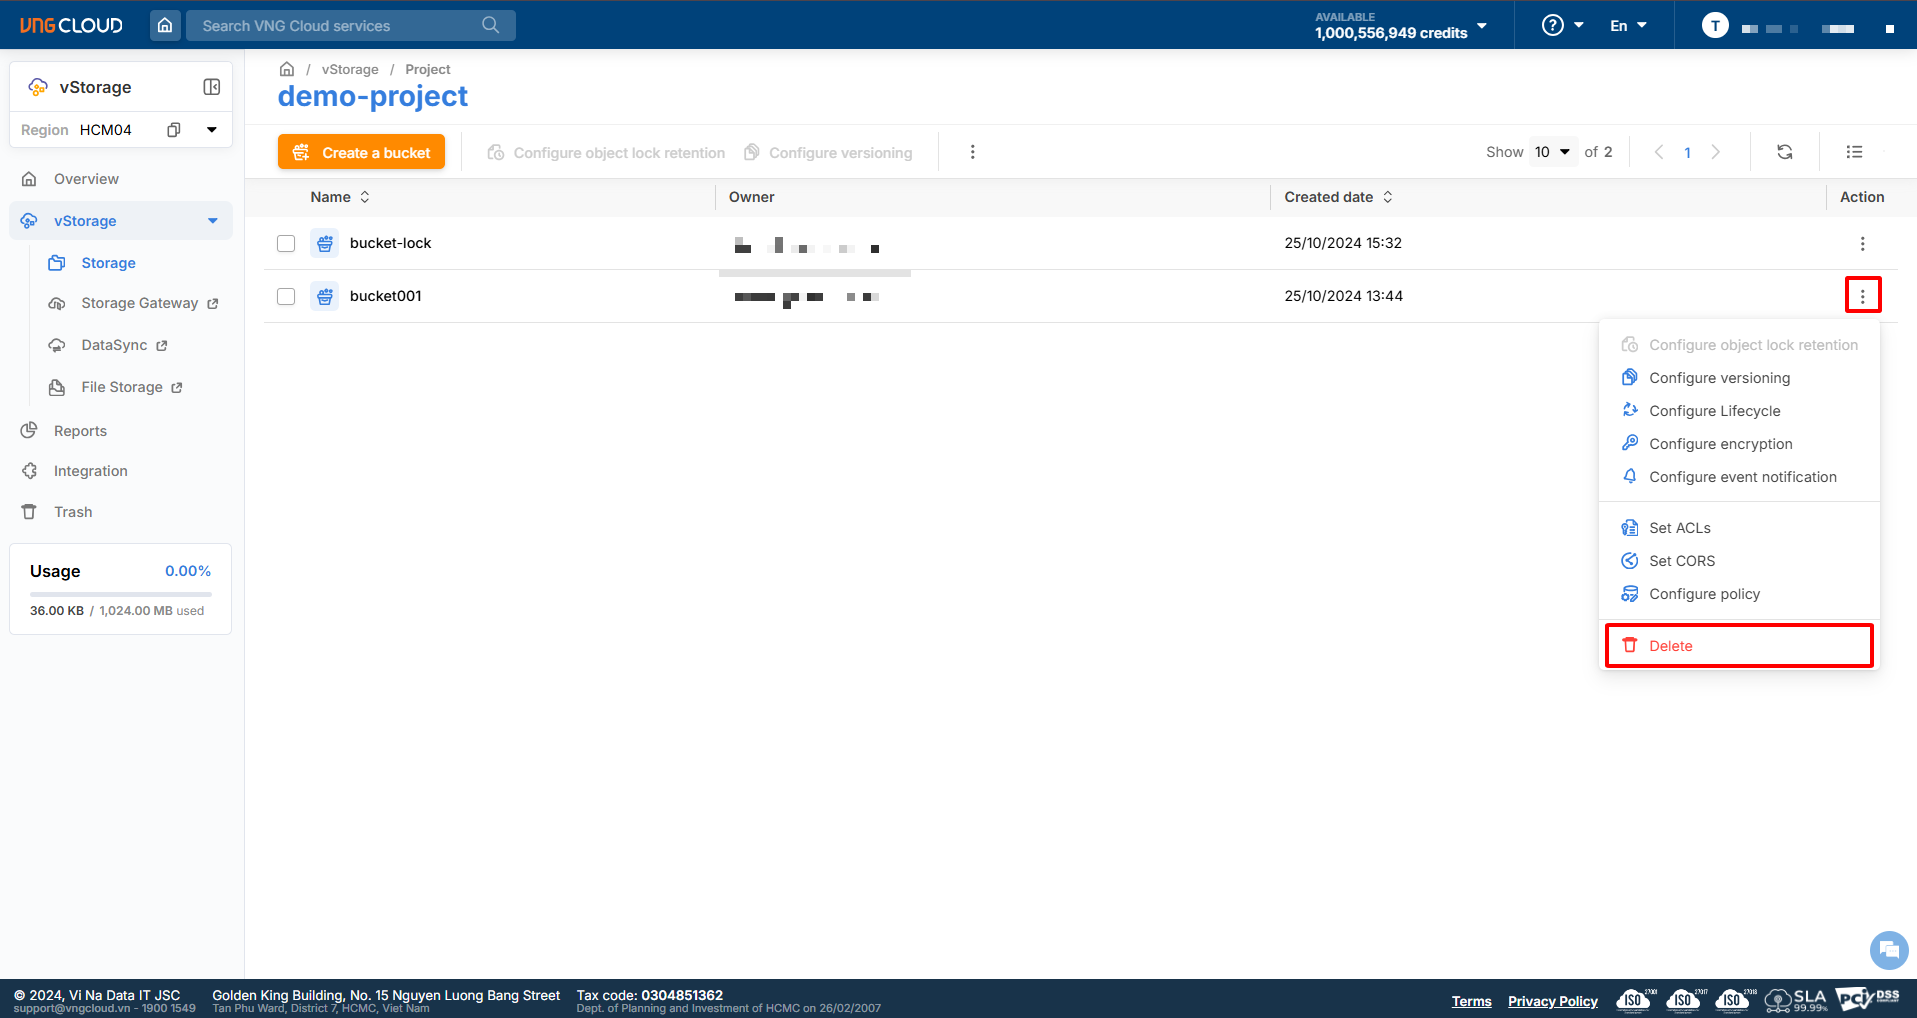 VNG CLOUD
Search VNG Cloud services
AVAILABLE
1,000,556,949 credits
?
En
T
vStorage
Region HCM04
Overview
vStorage
Storage
Storage Gateway
DataSync
File Storage
Reports
Integration
Trash
Usage 0.00%
36.00 KB / 1,024.00 MB used
/ vStorage / Project
demo-project
Create a bucket
Configure object lock retention
Configure versioning
Show 10 of 2
1
Name Owner Created date Action
bucket-lock 25/10/2024 15:32
bucket001 25/10/2024 13:44
Configure object lock retention
Configure versioning
Configure Lifecycle
Configure encryption
Configure event notification
Set ACLs
Set CORS
Configure policy
Delete
© 2024, Vi Na Data IT JSC
support@vngcloud.vn - 1900 1549
Golden King Building, No. 15 Nguyen Luong Bang Street
Tan Phu Ward, District 7, HCMC, Viet Nam
Tax code: 0304851362
Dept. of Planning and Investment of HCMC on 26/02/2007
Terms
Privacy Policy
ISO 27001
ISO 27017
ISO 27018
SLA 99.99%
PCI DSS